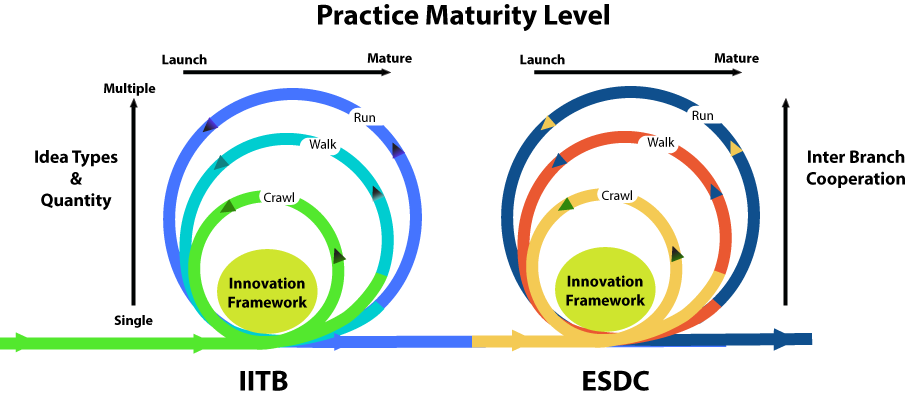 Practice Maturity Level
Launch
Mature
Launch
Mature
Multiple
Idea Types
&
Quantity
Single
Run
Walk
Crawl
Innovation
Framework
IITB
Run
Walk
Crawl
Innovation
Framework
ESDC
Inter Branch
Cooperation